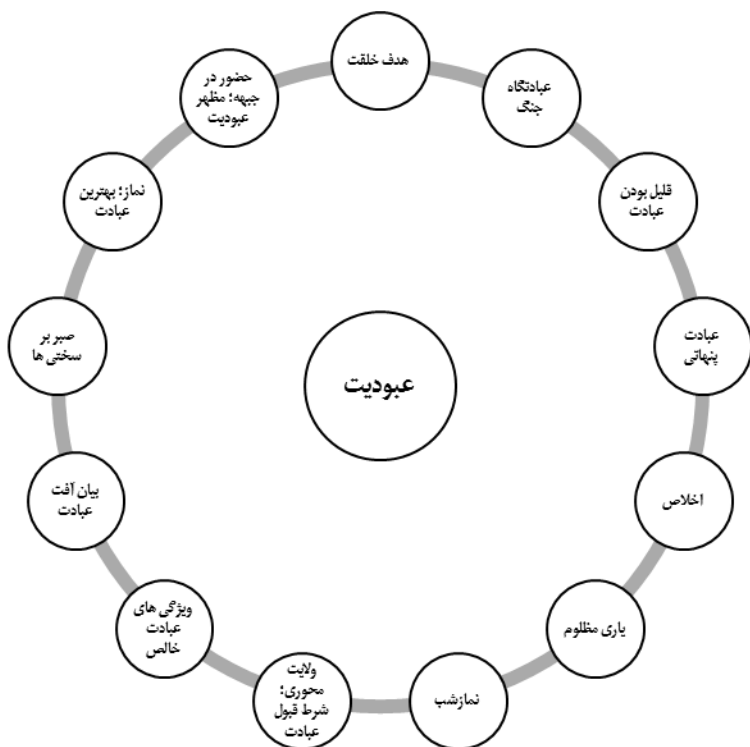 هدف خلقت
عبادتگاه
جنگ
قلیل بودن
عبادت
عبادت
پنهاتی
اخلاص
یاری مظلوم
نمازشب
ولایت
محوری؛
شرط قبول
عبادت
ویژگی های
عبادت
خالص
بیان آفت
عبادت
صبر بر
سختی ها
نماز؛ بهترین
عبادت
حضور در
جبهه؛ مظهر
عبودیت
عبودیت